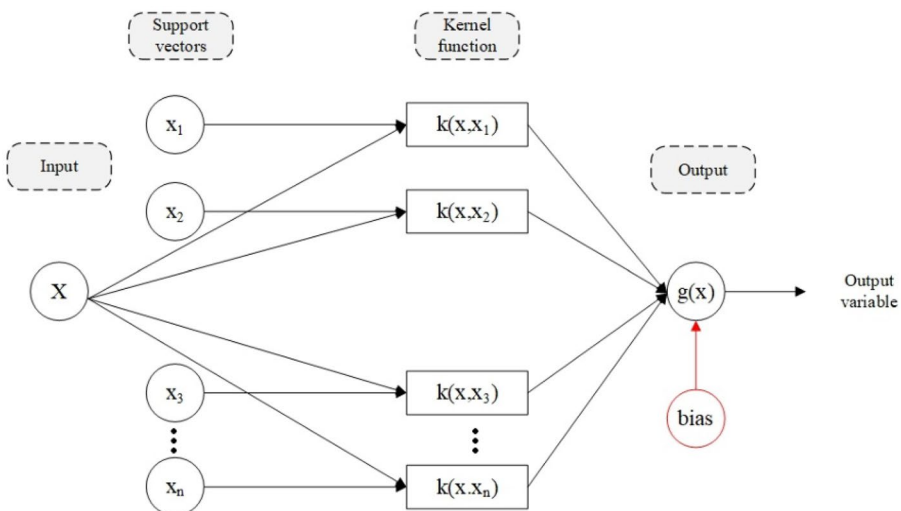 Support
vectors
Kernel
function
x₁
k(x,x₁)
Input
Output
x₂
k(x,x₂)
X
g(x)
Output
variable
x₃
k(x,x₃)
bias
xₙ
k(x.xₙ)